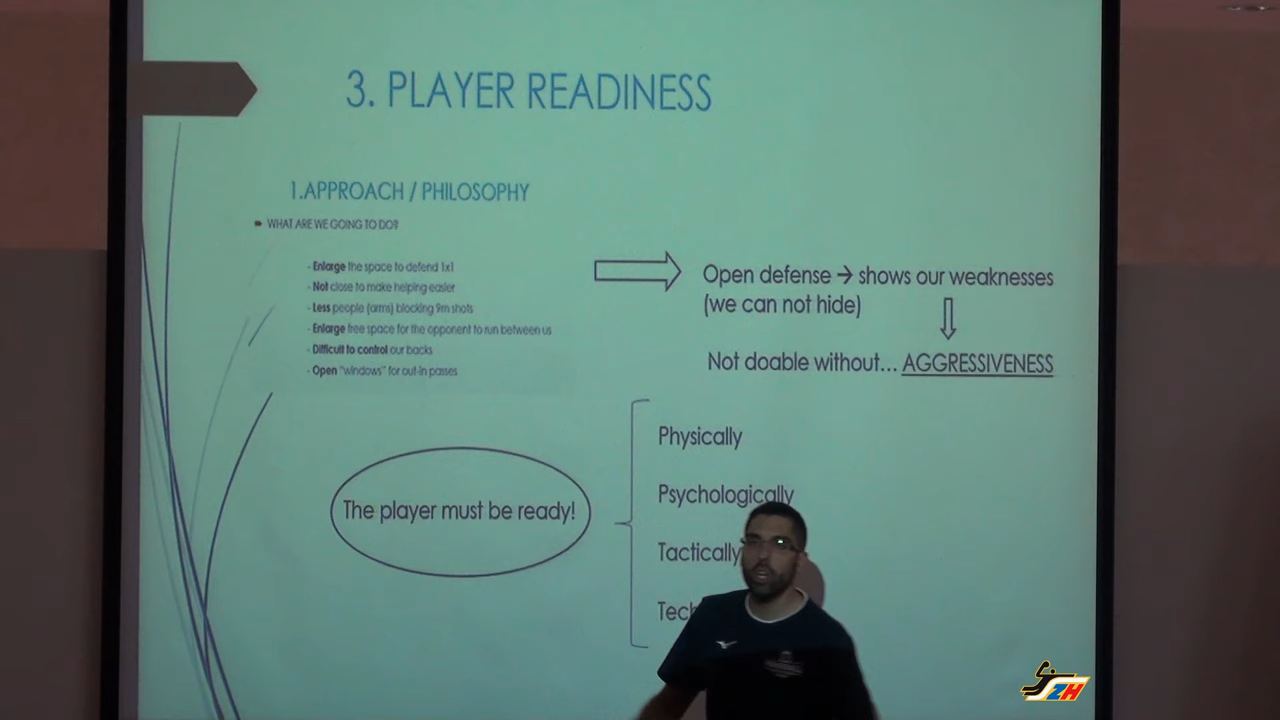 3. PLAYER READINESS
1.APPROACH / PHILOSOPHY
WHAT ARE WE GOING TO DO?
- Enlarge the space to defend 1x1
- Not close to make helping easier
- Less people (arms) blocking 9m shots
- Enlarge free space for the opponent to run between us
- Difficult to control our backs
- Open "windows" for out-in passes
Open defense → shows our weaknesses
(we can not hide)
Not doable without... AGGRESSIVENESS
The player must be ready!
Physically
Psychologically
Tactically
Tech
ZH